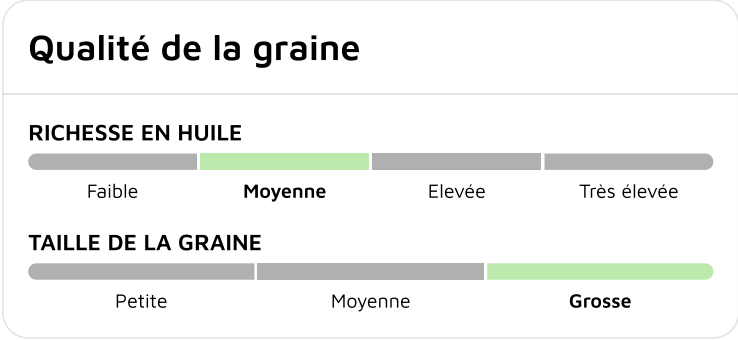 Qualité de la graine
RICHESSE EN HUILE
Faible Moyenne Elevée Très élevée
TAILLE DE LA GRAINE
Petite Moyenne Grosse